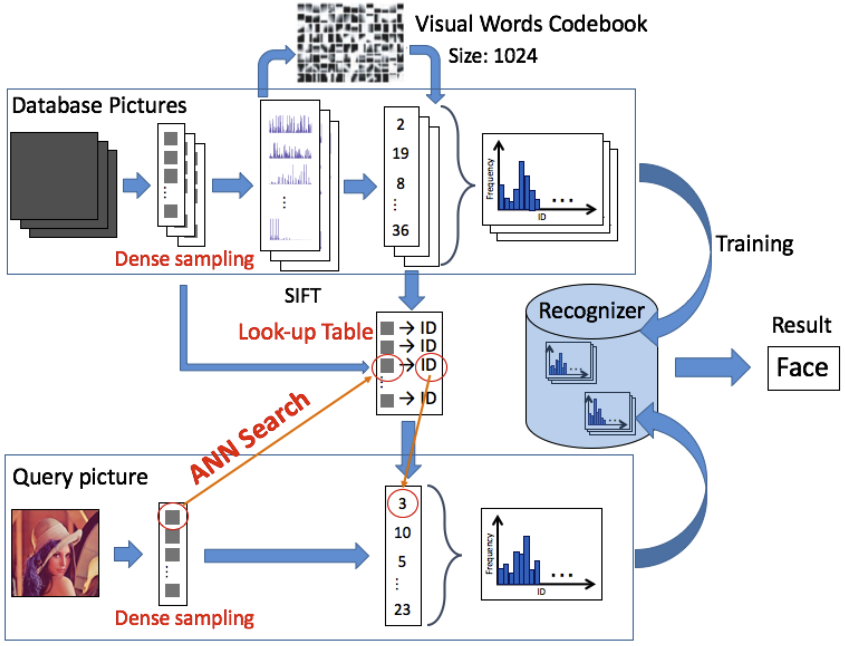 Visual Words Codebook
Size: 1024
Database Pictures
2
19
8
36
Frequency
ID
Dense sampling
SIFT
Training
Look-up Table
→ ID
→ ID
→ ID
→ ID
Recognizer
Result
Face
ANN Search
Query picture
3
10
5
23
Frequency
ID
Dense sampling